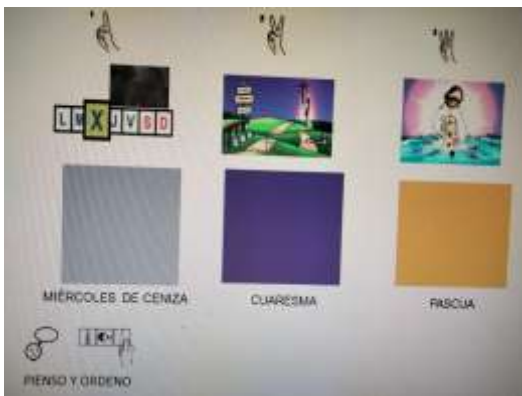 L M X J V S D
MIÉRCOLES DE CENIZA
CUARESMA
PASCUA
PIENSO Y ORDENO